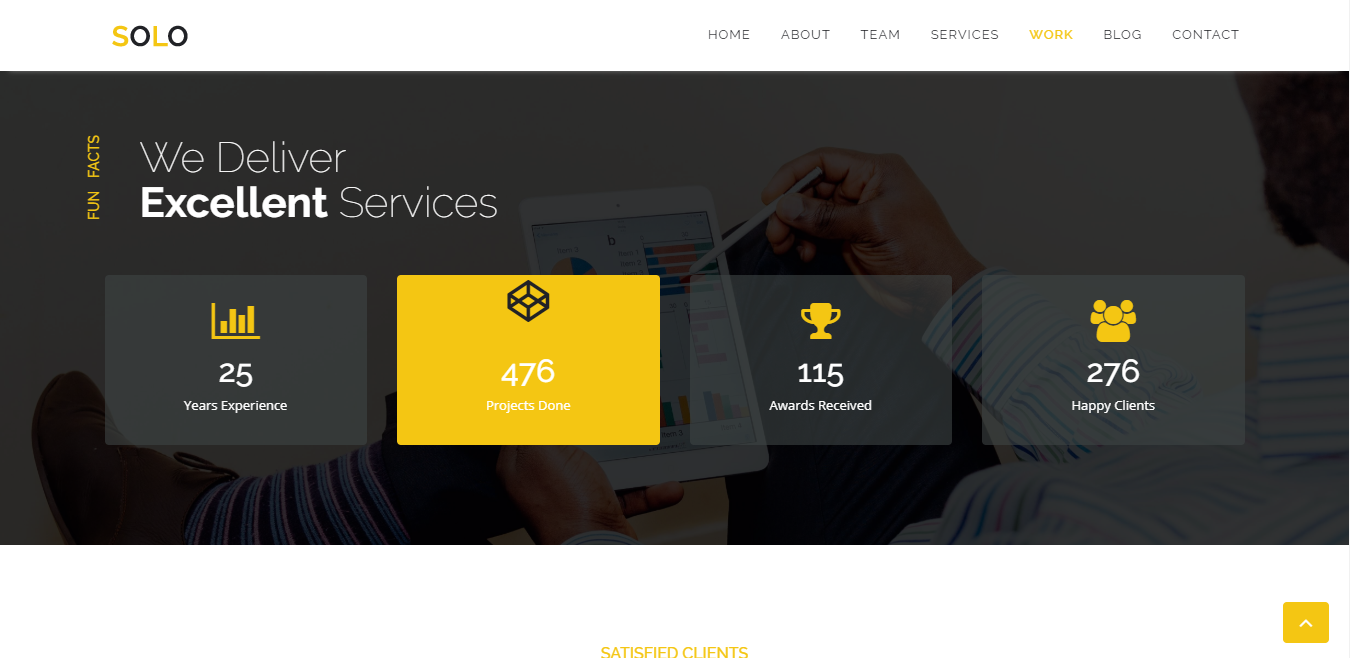 SOLO
HOME ABOUT TEAM SERVICES WORK BLOG CONTACT
FUN FACTS
We Deliver
Excellent Services
25
Years Experience
476
Projects Done
115
Awards Received
276
Happy Clients
SATISFIED CLIENTS